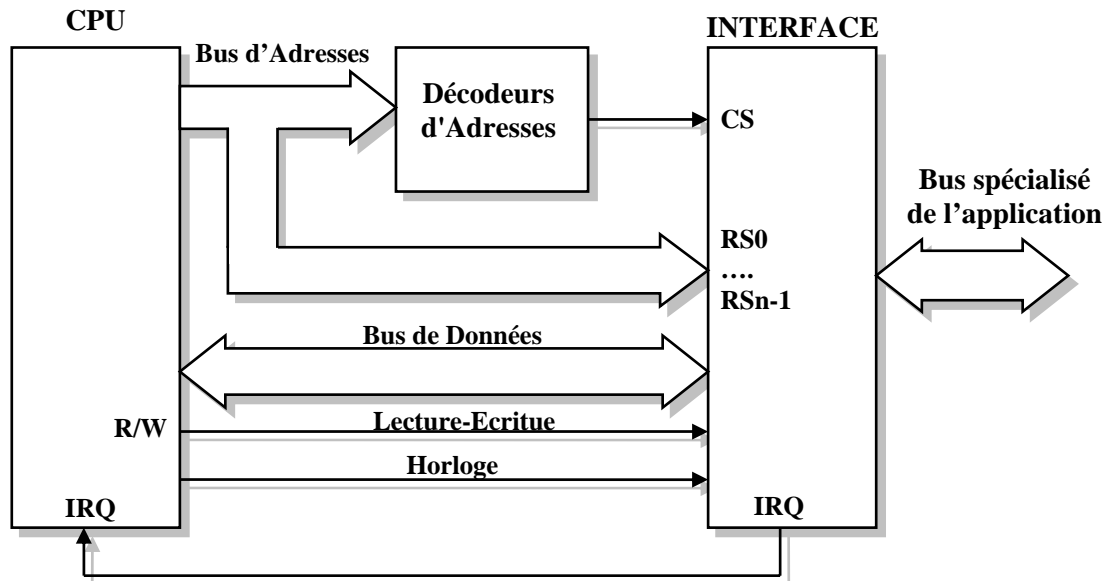 CPU
INTERFACE
Bus d’Adresses
Décodeurs
d'Adresses
CS
Bus spécialisé
de l’application
RS0
….
RSn-1
Bus de Données
R/W
Lecture-Ecritue
Horloge
IRQ
IRQ